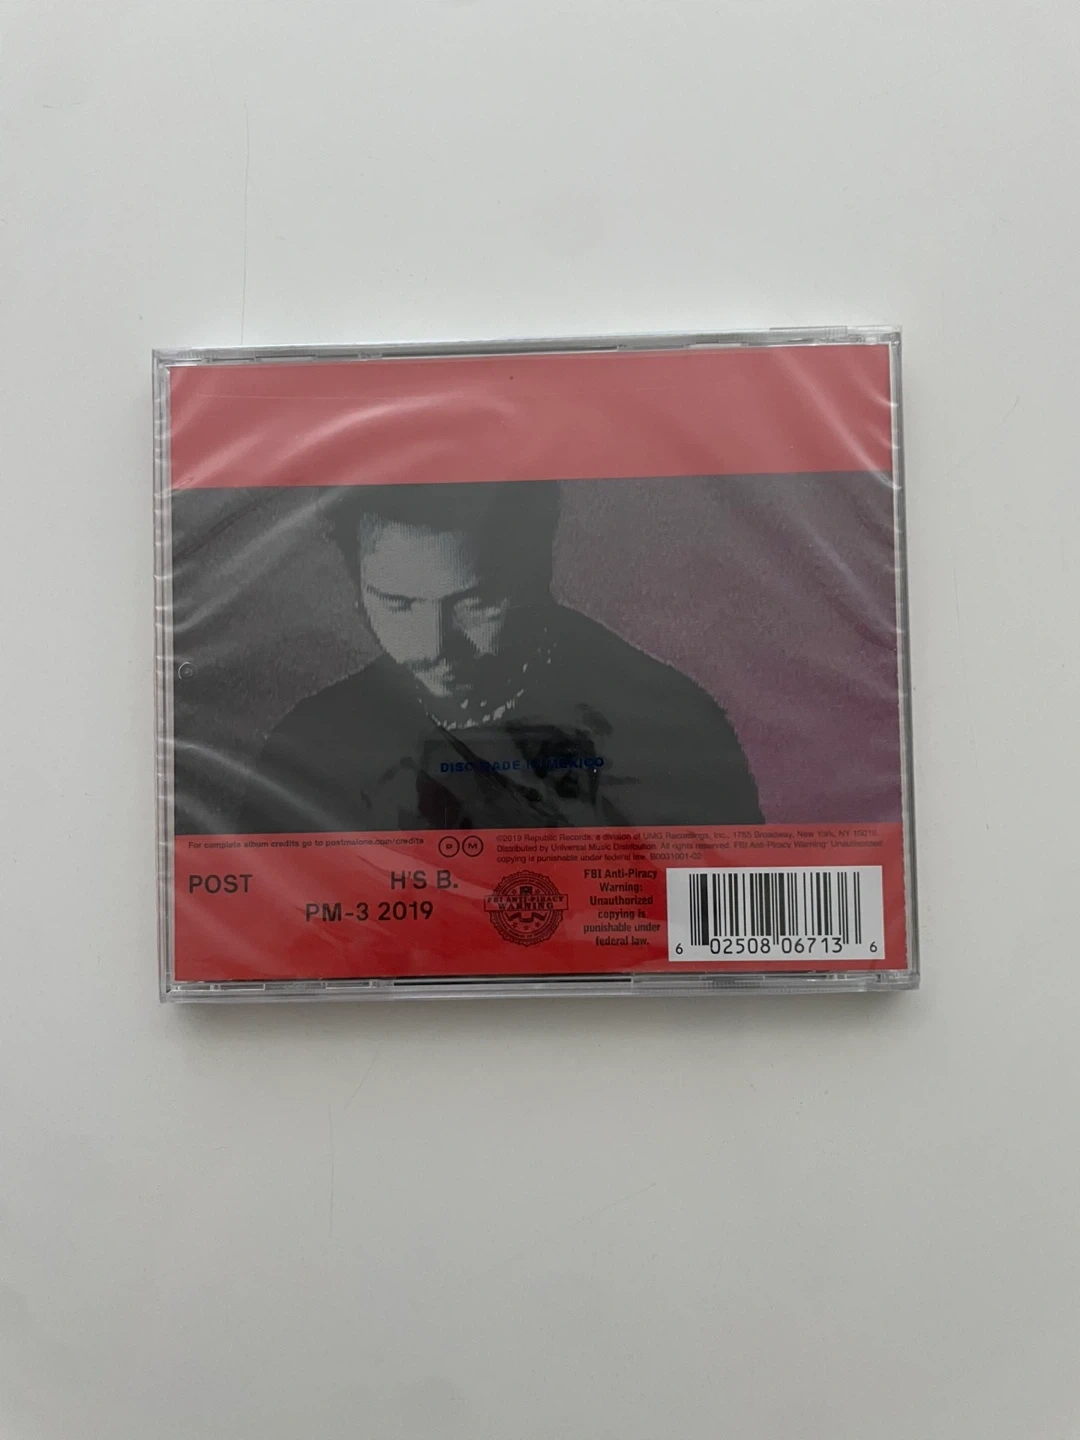 DISC MADE IN MEXICO
For complete album credits go to postmalone.com/credits
P M
©2019 Republic Records, a division of UMG Recordings, Inc., 1755 Broadway, New York, NY 10019.
Distributed by Universal Music Distribution. All rights reserved. FBI Anti-Piracy Warning: Unauthorized
copying is punishable under federal law. B0031001-02
POST H'S B.
PM-3 2019
FBI ANTI-PIRACY
WARNING
FBI Anti-Piracy
Warning:
Unauthorized
copying is
punishable under
federal law.
6 02508 06713 6